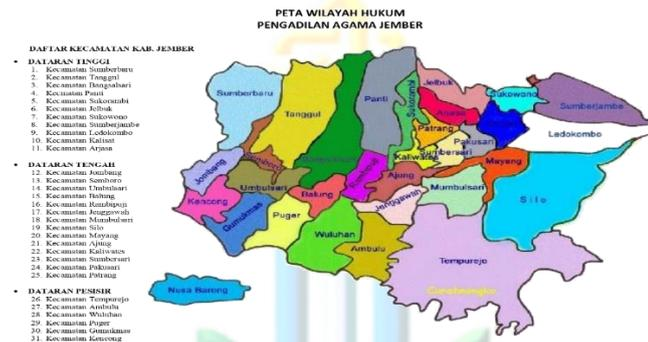 PETA WILAYAH HUKUM
PENGADILAN AGAMA JEMBER
DAFTAR KECAMATAN KAB. JEMBER
• DATARAN TINGGI
1. Kecamatan Sumberbaru
2. Kecamatan Tanggul
3. Kecamatan Bangsalsari
4. Kecamatan Panti
5. Kecamatan Sukorambi
6. Kecamatan Jelbuk
7. Kecamatan Sukowono
8. Kecamatan Sumberjambe
9. Kecamatan Ledokombo
10. Kecamatan Kalisat
11. Kecamatan Arjasa
• DATARAN TENGAH
12. Kecamatan Jombang
13. Kecamatan Semboro
14. Kecamatan Umbulsari
15. Kecamatan Balung
16. Kecamatan Rambipuji
17. Kecamatan Jenggawah
18. Kecamatan Mumbulsari
19. Kecamatan Silo
20. Kecamatan Mayang
21. Kecamatan Ajung
22. Kecamatan Kaliwates
23. Kecamatan Sumbersari
24. Kecamatan Pakusari
25. Kecamatan Patrang
• DATARAN PESISIR
26. Kecamatan Tempurejo
27. Kecamatan Ambulu
28. Kecamatan Wuluhan
29. Kecamatan Puger
30. Kecamatan Gumukmas
31. Kecamatan Kencong
Sumberbaru
Tanggul
Panti
Sukorambi
Jelbuk
Arjasa
Sukowono
Sumberjambe
Ledokombo
Patrang
Pakusari
Kaliwates
Sumbersari
Mayang
Jombang
Semboro
Bangsalsari
Rambipuji
Ajung
Umbulsari
Balung
Mumbulsari
Silo
Kencong
Gumukmas
Puger
Jenggawah
Wuluhan
Ambulu
Tempurejo
Nusa Barong